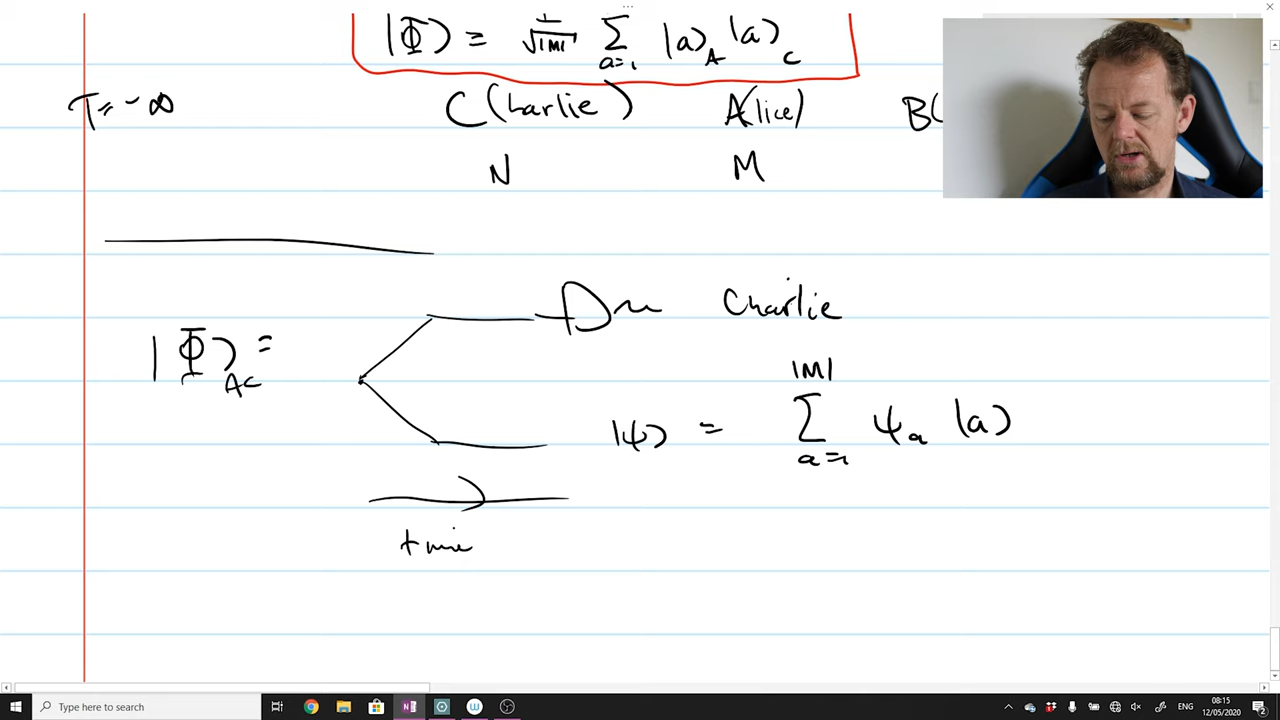 |Φ⟩ = 1/√|M| Σ_{a=1} |a⟩_A |a⟩_C
T=-∞ C(harlie) A(lice) B(
N M
Charlie
|Φ⟩_{AC} =
|ψ⟩ = Σ_{a=1}^{|M|} ψ_a |a⟩
time
Type here to search
ENG
08:15
12/05/2020